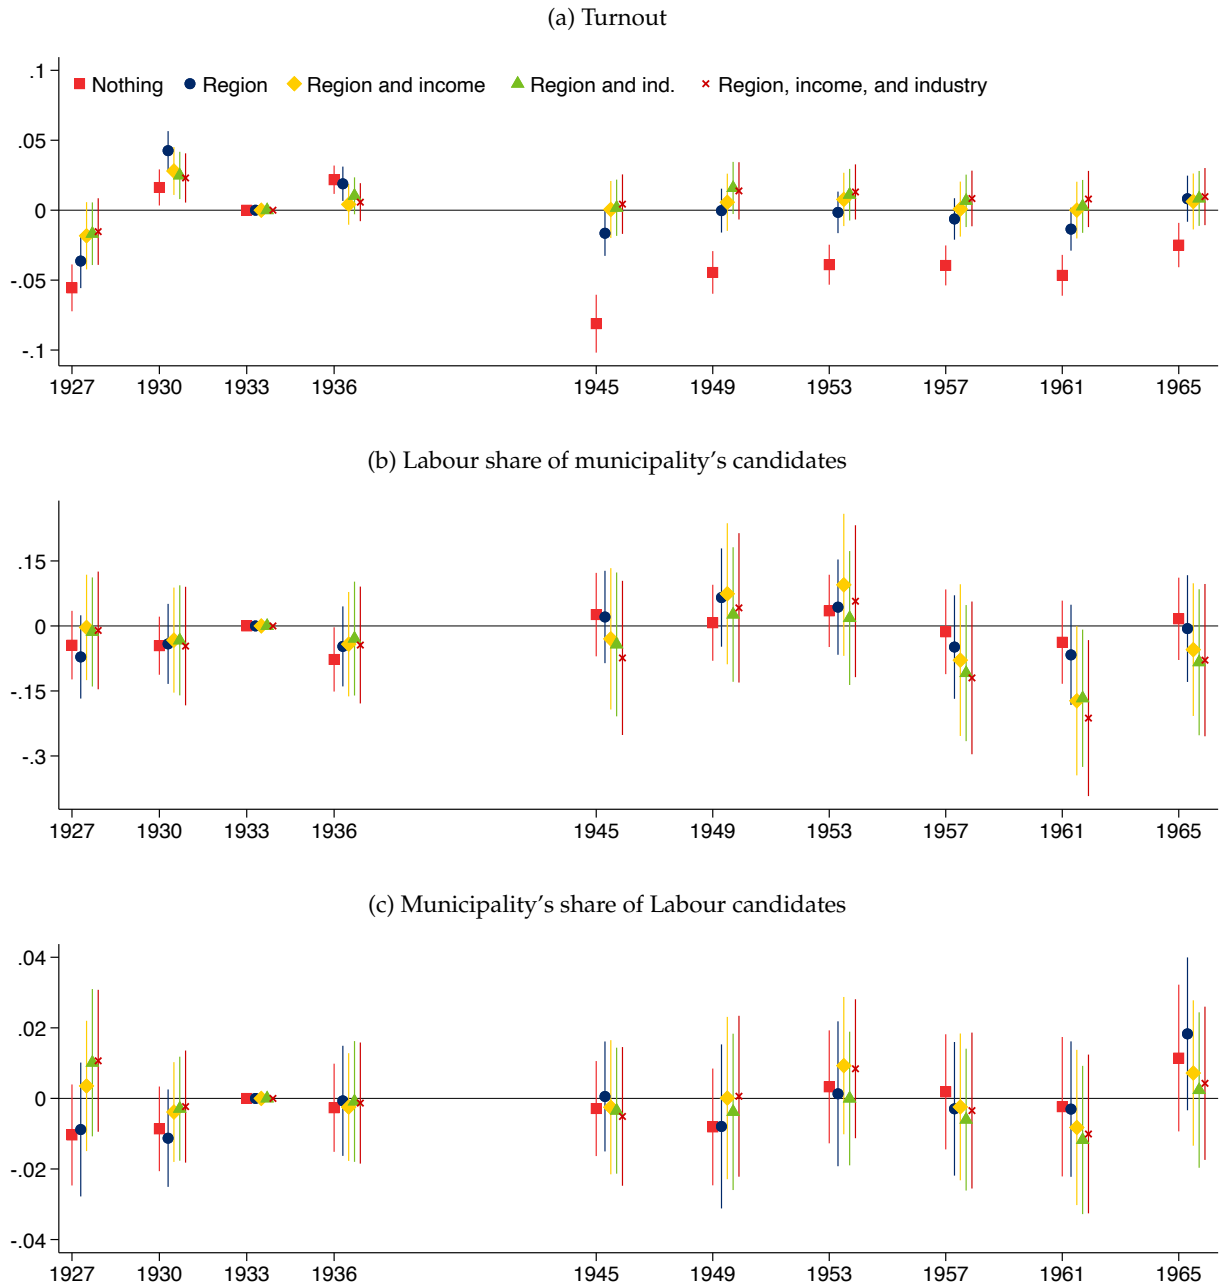 (a) Turnout
.1
Nothing Region Region and income Region and ind. Region, income, and industry
.05
0
-.05
-.1
1927 1930 1933 1936 1945 1949 1953 1957 1961 1965
(b) Labour share of municipality's candidates
.15
0
-.15
-.3
1927 1930 1933 1936 1945 1949 1953 1957 1961 1965
(c) Municipality's share of Labour candidates
.04
.02
0
-.02
-.04
1927 1930 1933 1936 1945 1949 1953 1957 1961 1965